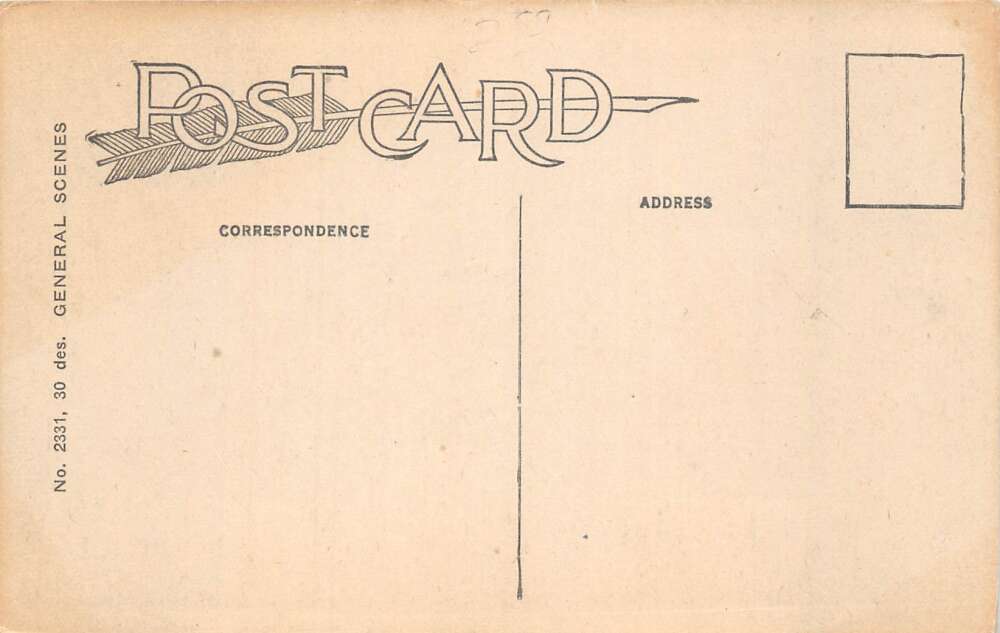 POST CARD
CORRESPONDENCE
ADDRESS
No. 2331, 30 des. GENERAL SCENES